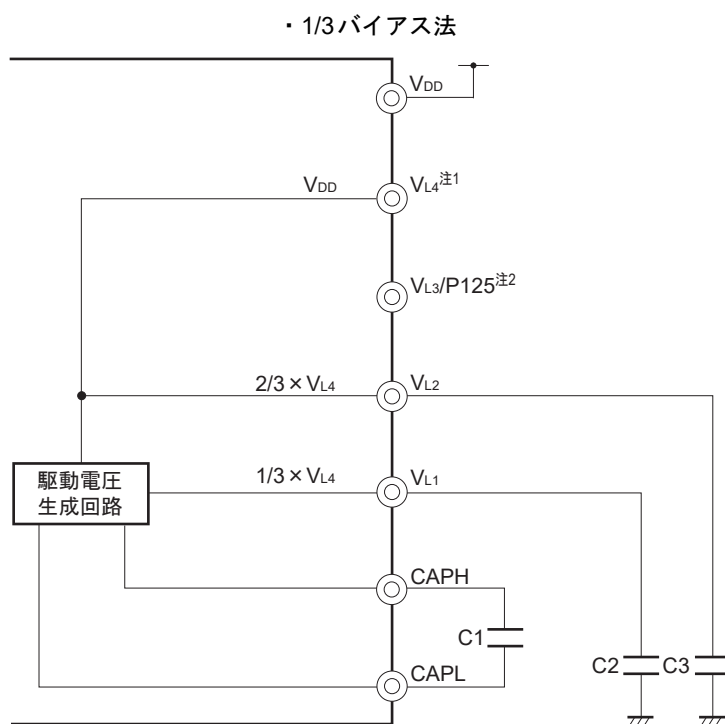 ・1/3バイアス法
VDD
VDD
VL4注1
VL3/P125注2
2/3×VL4
VL2
駆動電圧
生成回路
1/3×VL4
VL1
CAPH
C1
C2
C3
CAPL